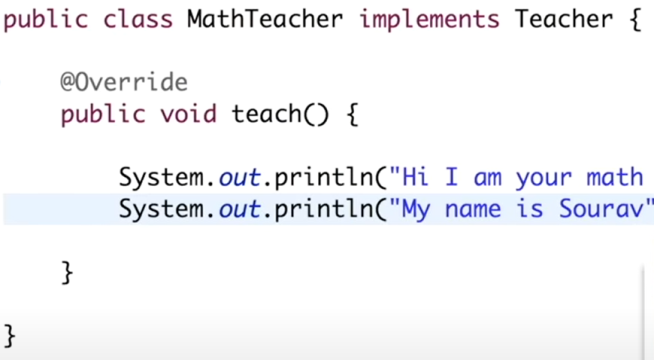 public class MathTeacher implements Teacher {
@Override
public void teach() {
System.out.println("Hi I am your math
System.out.println("My name is Sourav"
}
}